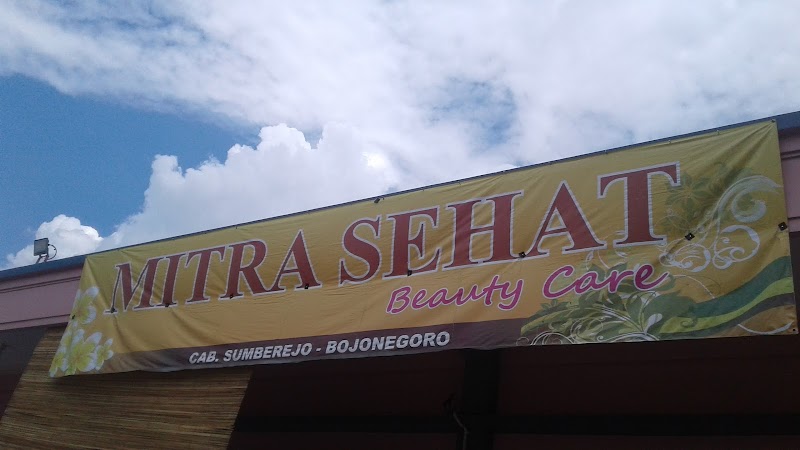 MITRA SEHAT
Beauty Care
CAB. SUMBEREJO - BOJONEGORO